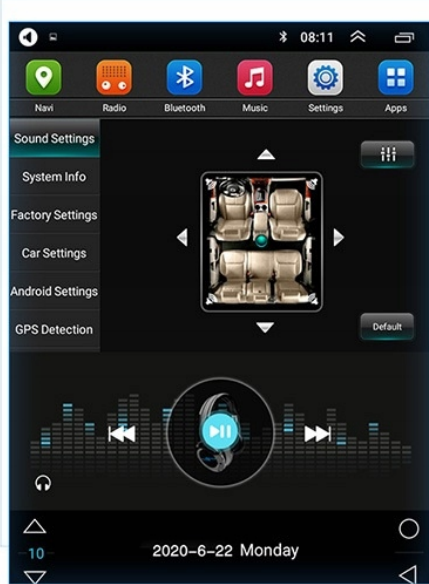 08:11
Navi Radio Bluetooth Music Settings Apps
Sound Settings
System Info
Factory Settings
Car Settings
Android Settings
GPS Detection
Default
10
2020-6-22 Monday